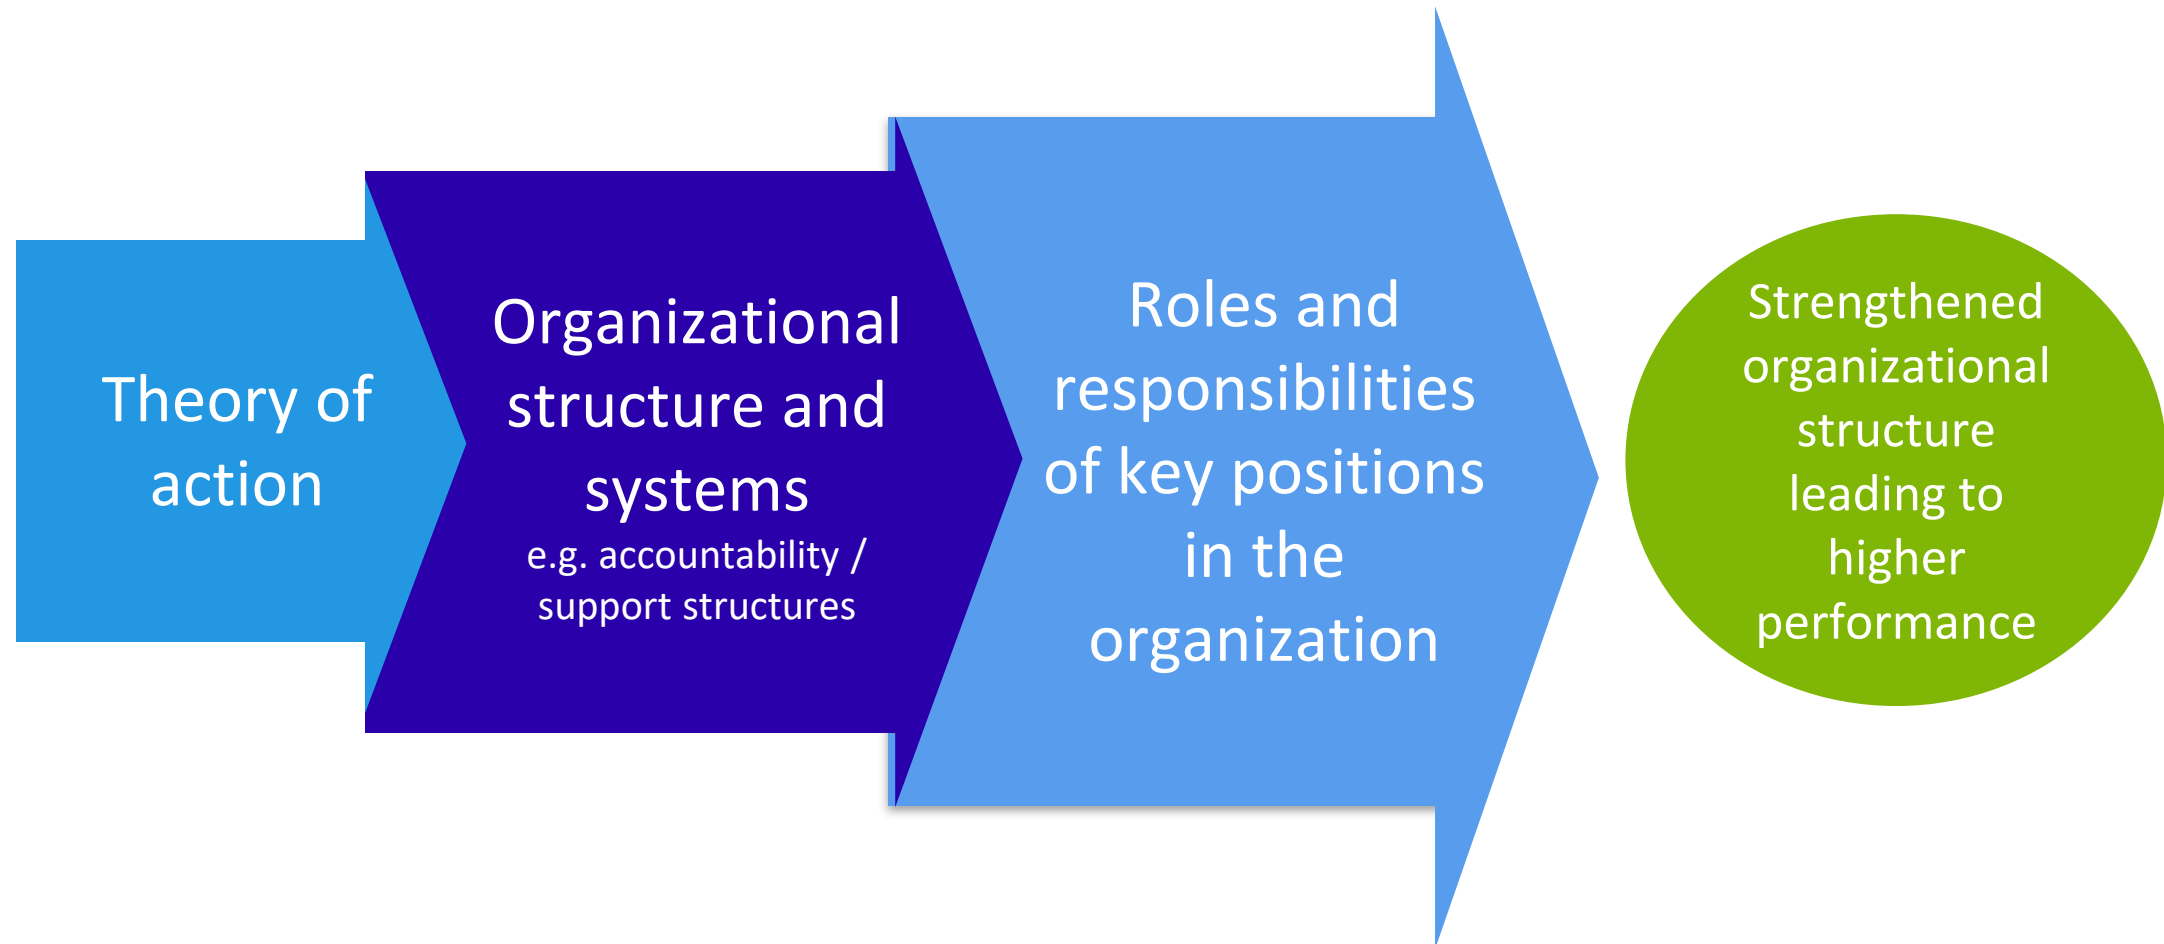 Theory of
action
Organizational
structure and
systems
e.g. accountability /
support structures
Roles and
responsibilities
of key positions
in the
organization
Strengthened
organizational
structure
leading to
higher
performance